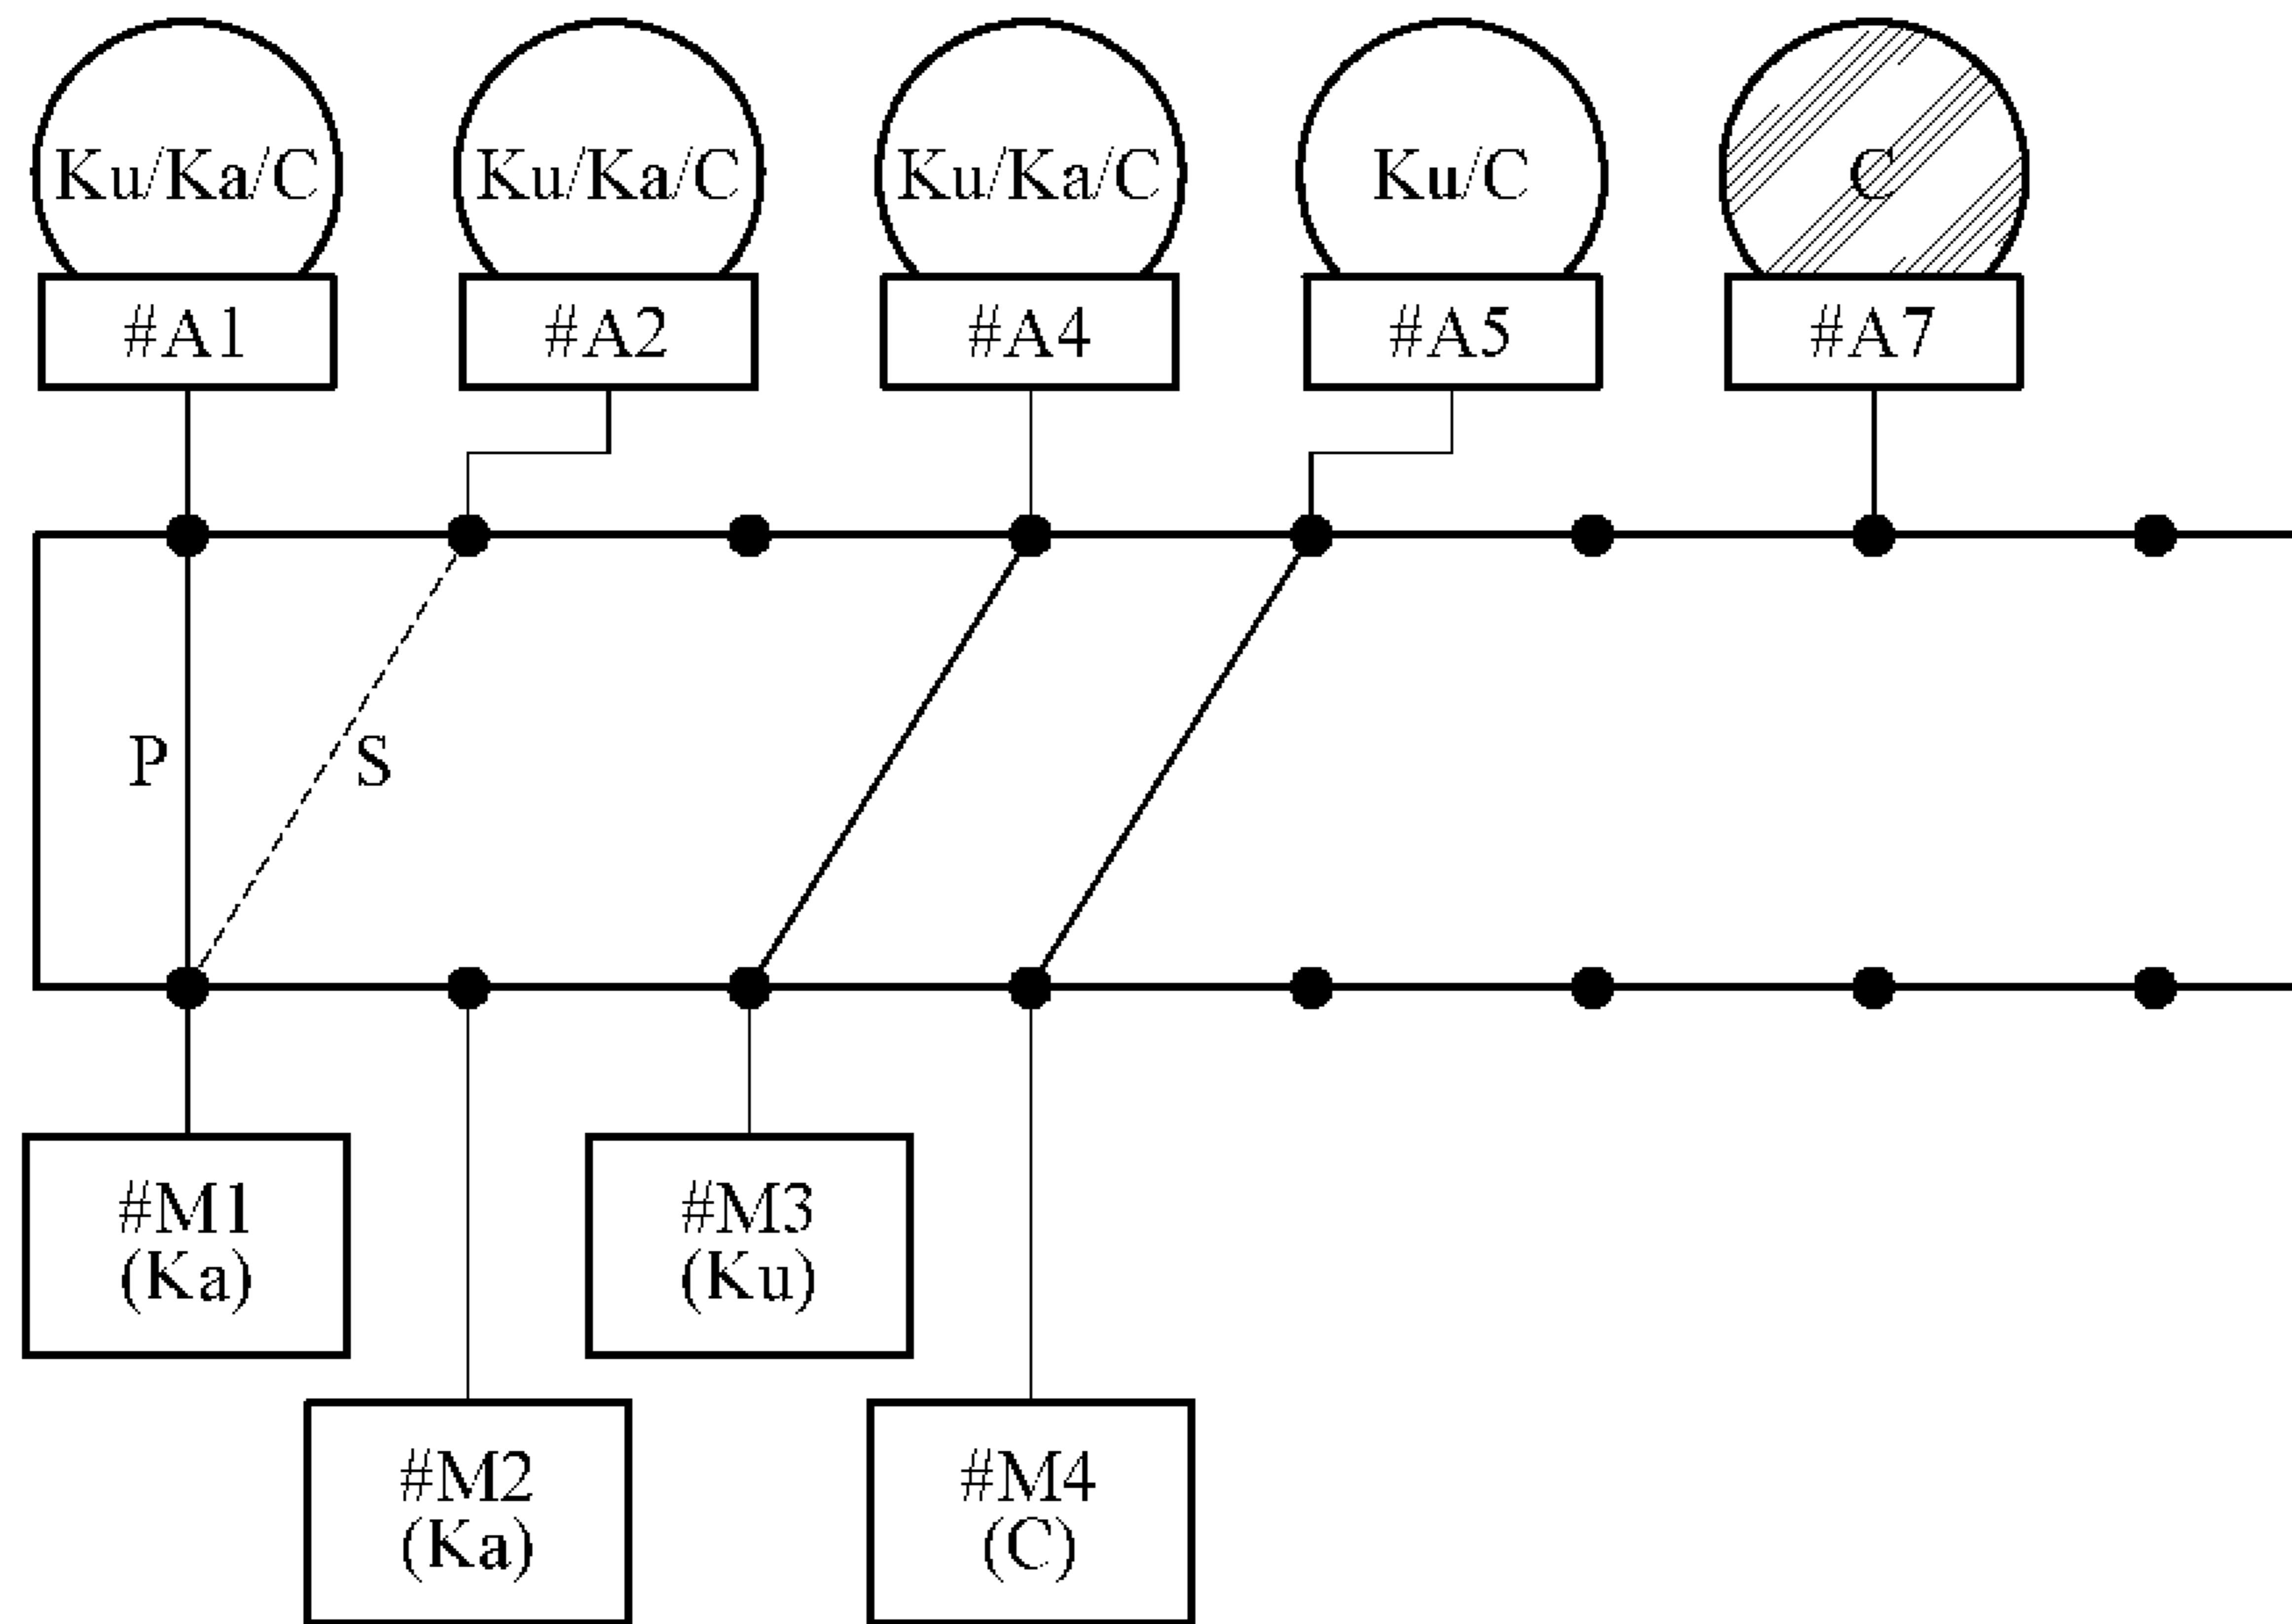 Ku/Ka/C Ku/Ka/C Ku/Ka/C Ku/C C
#A1 #A2 #A4 #A5 #A7
P S
#M1 #M3
(Ka) (Ku)
#M2 #M4
(Ka) (C)